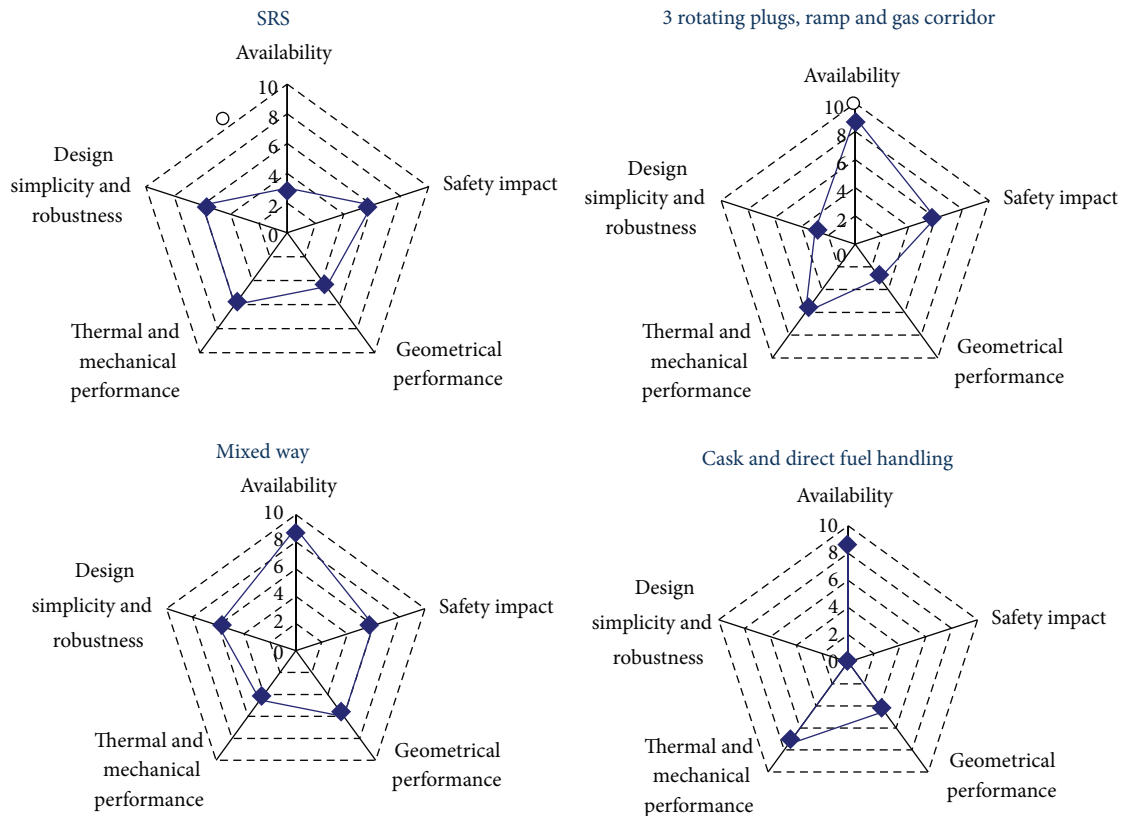 SRS
Availability
10
8
6
4
2
0
Design
simplicity and
robustness
Safety impact
Thermal and
mechanical
performance
Geometrical
performance
3 rotating plugs, ramp and gas corridor
Availability
10
8
6
4
2
0
Design
simplicity and
robustness
Safety impact
Thermal and
mechanical
performance
Geometrical
performance
Mixed way
Availability
10
8
6
4
2
0
Design
simplicity and
robustness
Safety impact
Thermal and
mechanical
performance
Geometrical
performance
Cask and direct fuel handling
Availability
10
8
6
4
2
0
Design
simplicity and
robustness
Safety impact
Thermal and
mechanical
performance
Geometrical
performance